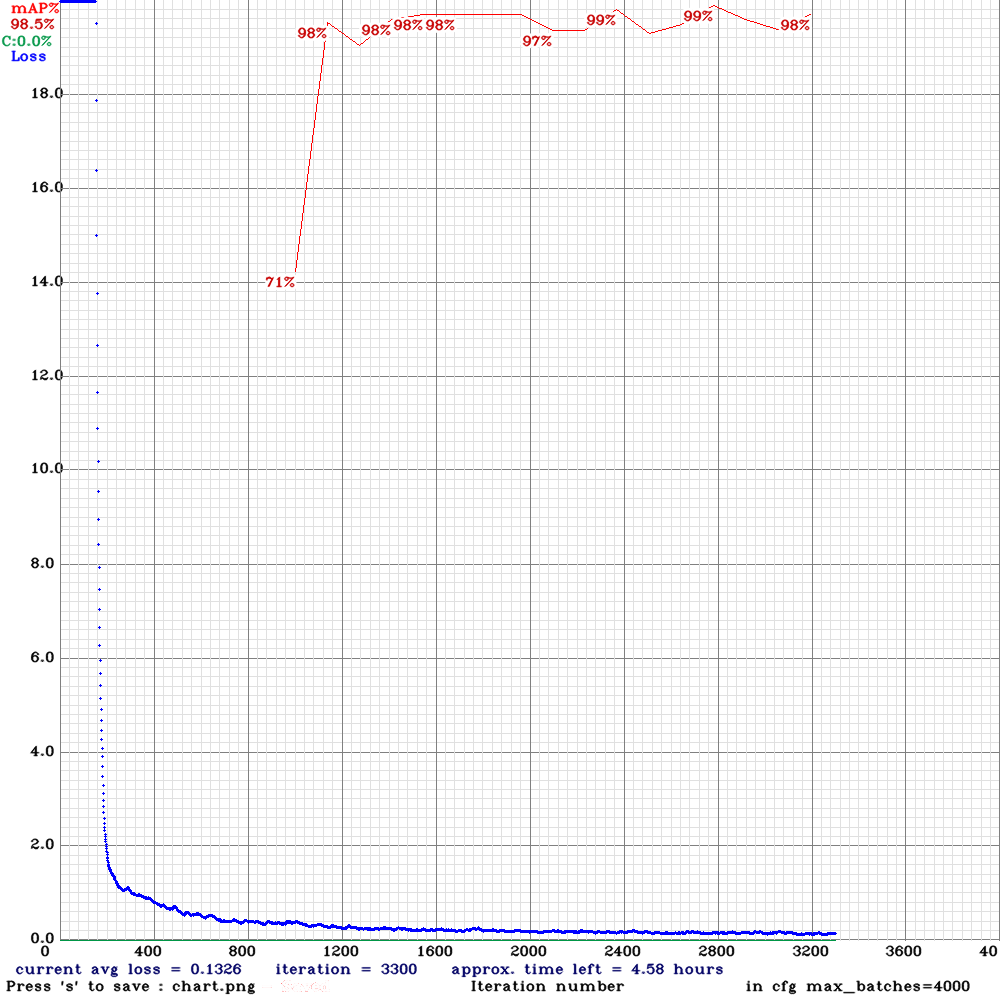 mAP%
98.5%
C:0.0%
Loss
98% 98% 98% 98% 97% 99% 99% 98%
18.0
16.0
71% 14.0
12.0
10.0
8.0
6.0
4.0
2.0
0.0
0 400 800 1200 1600 2000 2400 2800 3200 3600 40
current avg loss = 0.1326 iteration = 3300 approx. time left = 4.58 hours
Press 's' to save : chart.png Iteration number in cfg max_batches=4000